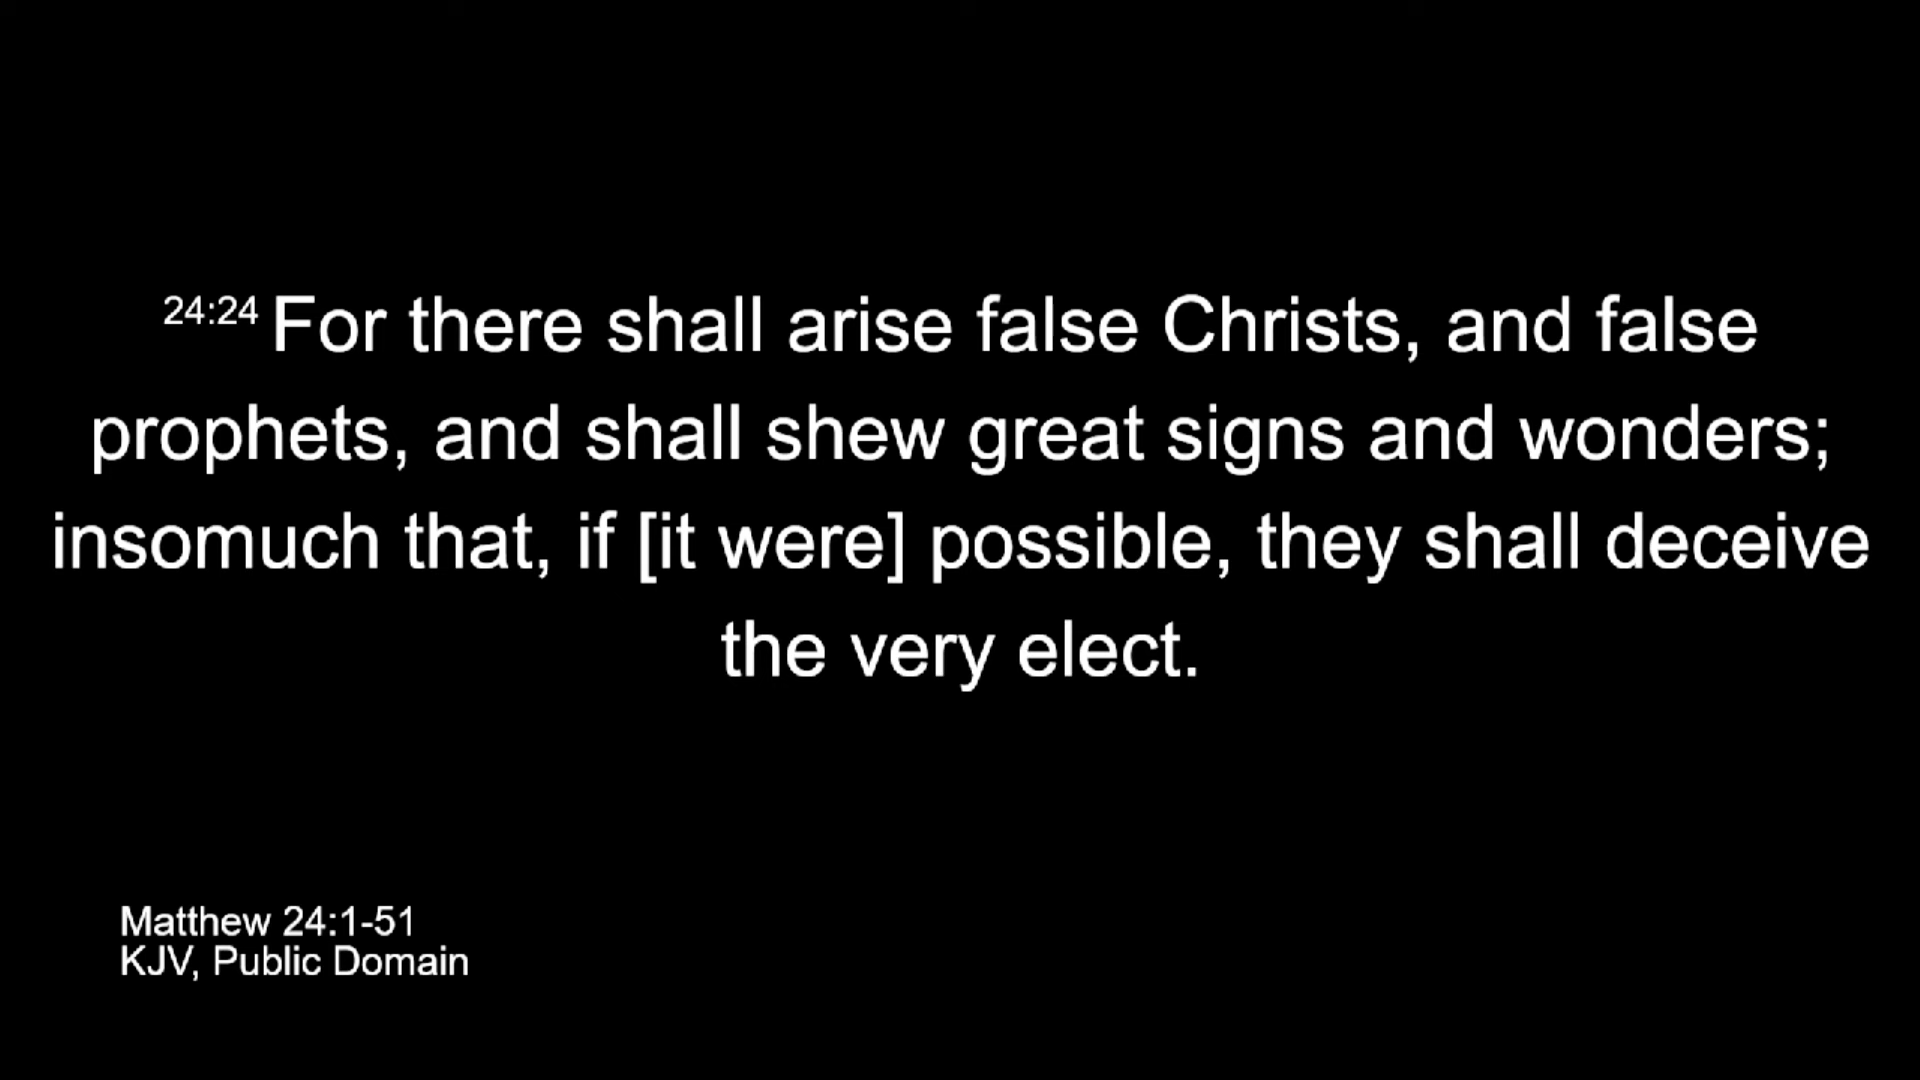 24:24 For there shall arise false Christs, and false
prophets, and shall shew great signs and wonders;
insomuch that, if [it were] possible, they shall deceive
the very elect.
Matthew 24:1-51
KJV, Public Domain